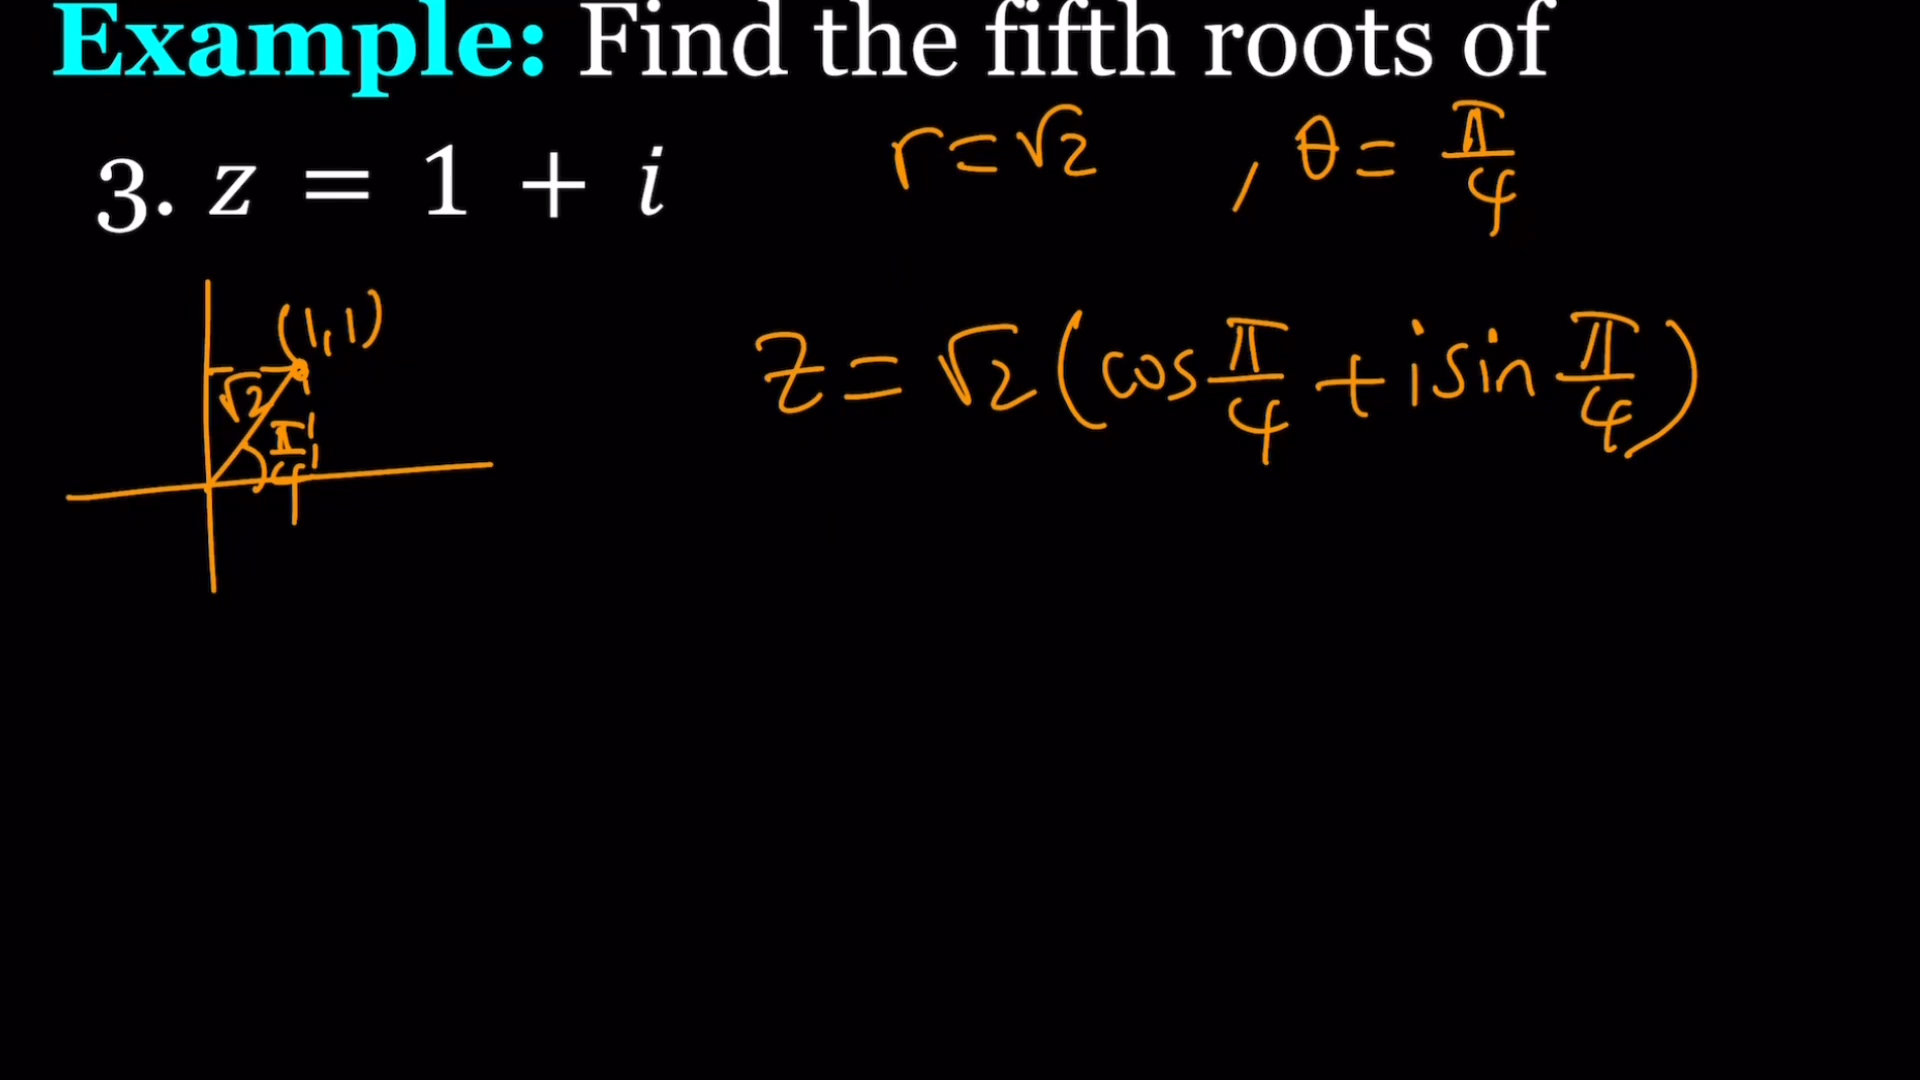 Example: Find the fifth roots of
3. z = 1 + i
r=√2 , θ= π/4
(1,1)
√2
π/4
z=√2(cos π/4 + i sin π/4)